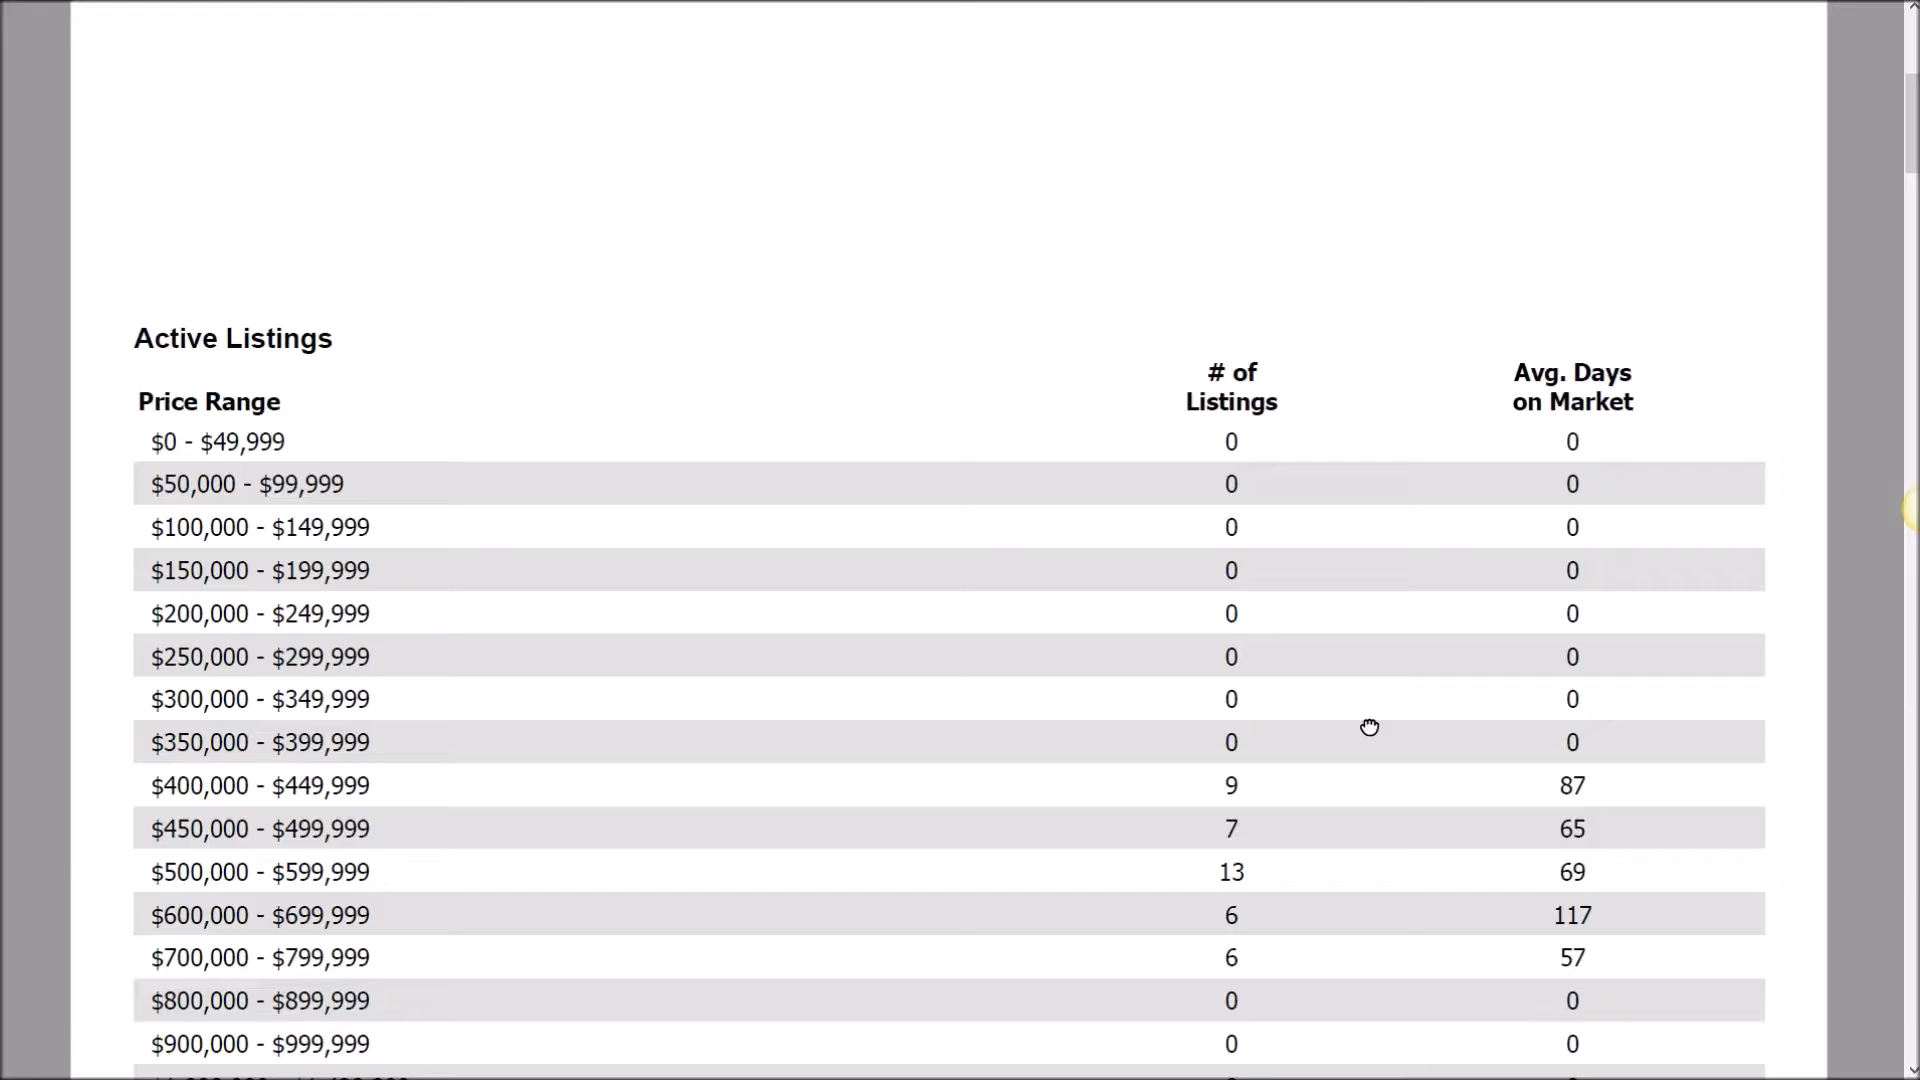 Active Listings
Price Range # of Listings Avg. Days on Market
$0 - $49,999 0 0
$50,000 - $99,999 0 0
$100,000 - $149,999 0 0
$150,000 - $199,999 0 0
$200,000 - $249,999 0 0
$250,000 - $299,999 0 0
$300,000 - $349,999 0 0
$350,000 - $399,999 0 0
$400,000 - $449,999 9 87
$450,000 - $499,999 7 65
$500,000 - $599,999 13 69
$600,000 - $699,999 6 117
$700,000 - $799,999 6 57
$800,000 - $899,999 0 0
$900,000 - $999,999 0 0